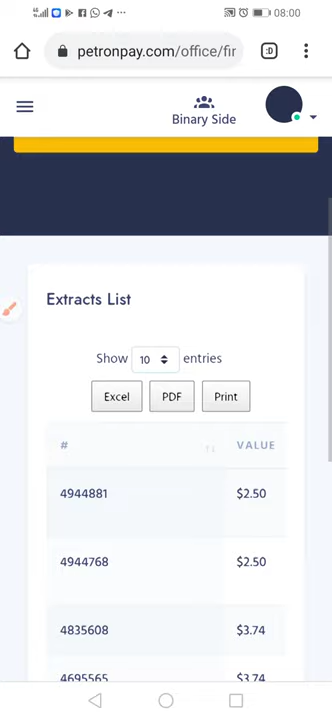 08:00
petronpay.com/office/fir
:D
Binary Side
Extracts List
Show 10 entries
Excel PDF Print
# VALUE
4944881 $2.50
4944768 $2.50
4835608 $3.74
4695565 $3.74